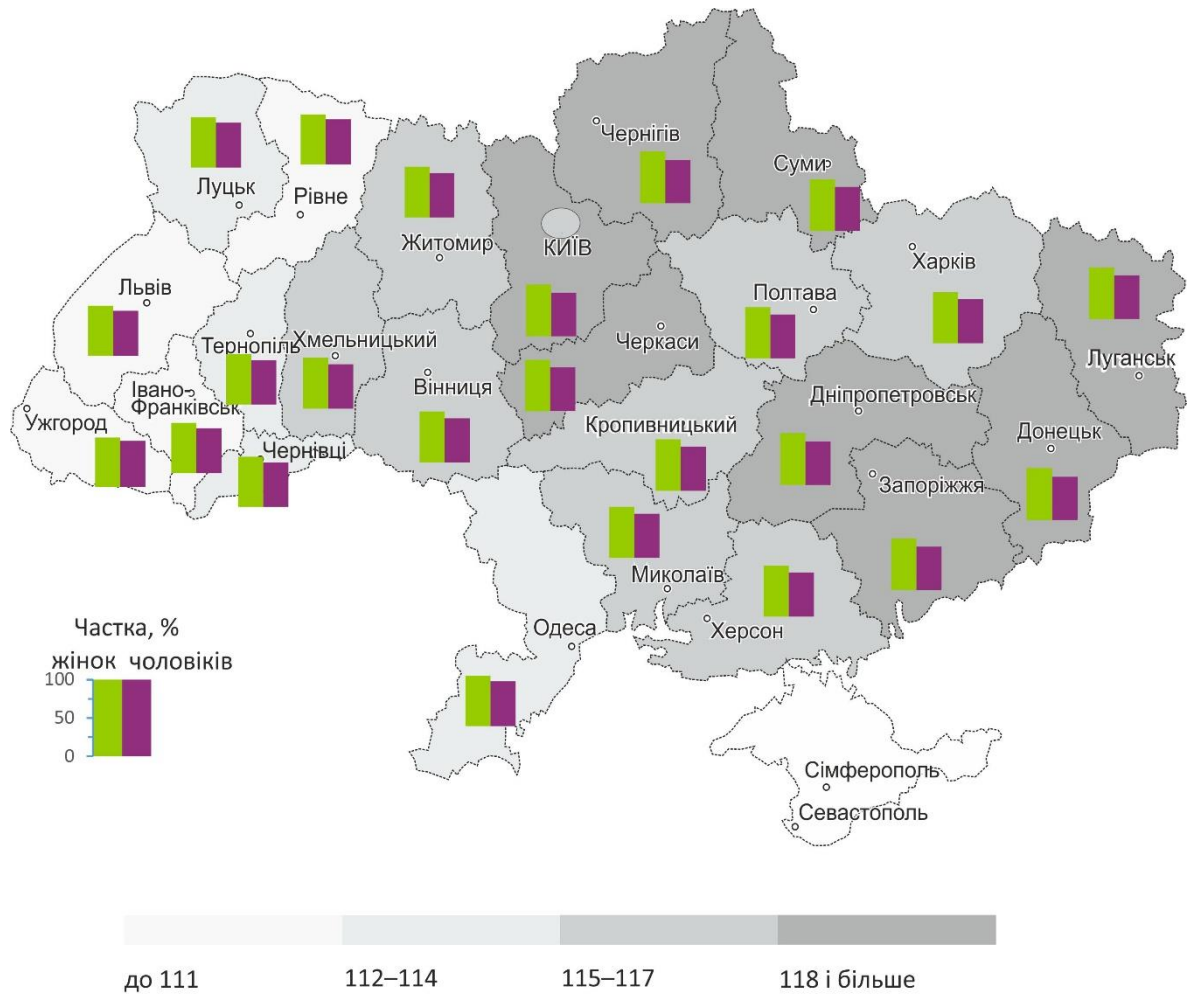 Чернігів
Суми
Луцьк
Рівне
Житомир
КИЇВ
Харків
Львів
Полтава
Тернопіль
Хмельницький
Черкаси
Луганськ
Вінниця
Івано-
Франківськ
Ужгород
Дніпропетровськ
Кропивницький
Донецьк
Чернівці
Запоріжжя
Миколаїв
Херсон
Одеса
Частка, %
жінок чоловіків
100
50
0
Сімферополь
Севастополь
до 111
112–114
115–117
118 і більше